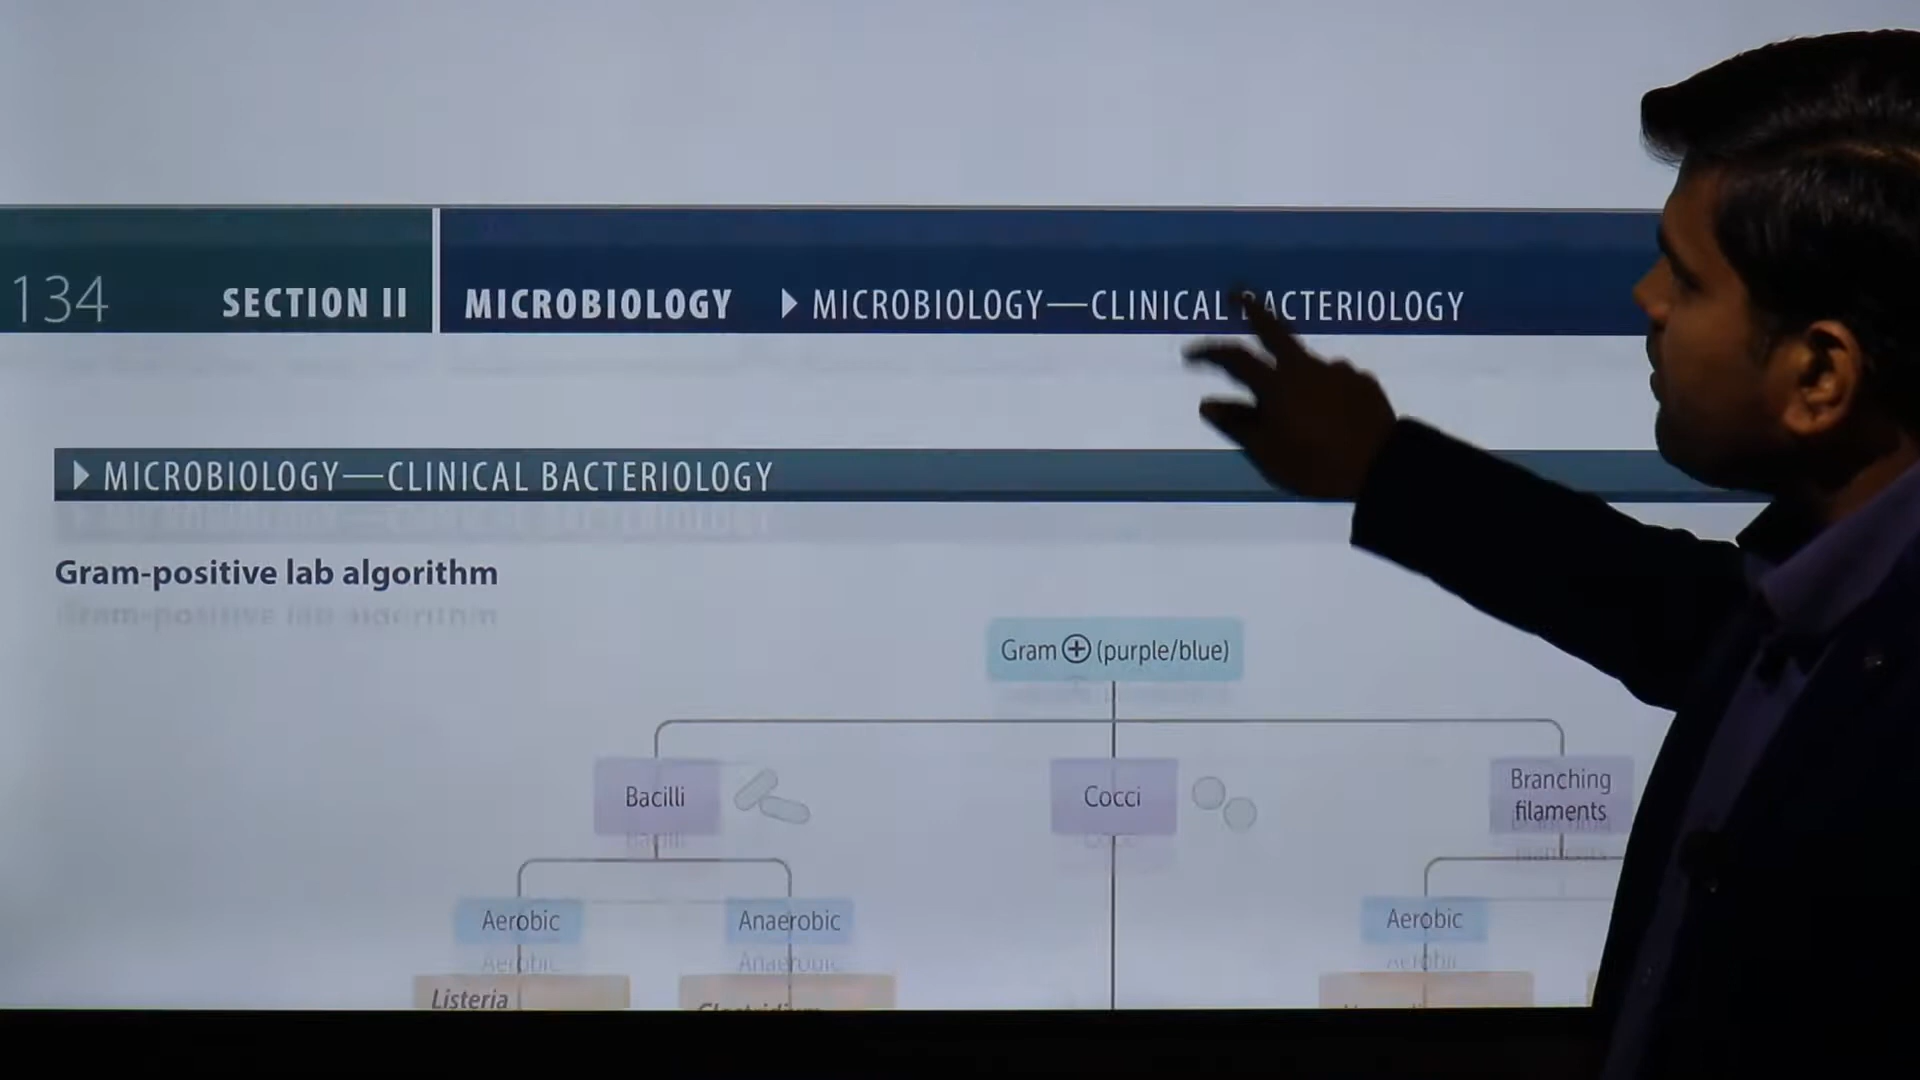 134 SECTION II MICROBIOLOGY ▶ MICROBIOLOGY—CLINICAL BACTERIOLOGY
▶ MICROBIOLOGY—CLINICAL BACTERIOLOGY
Gram-positive lab algorithm
Gram ⊕ (purple/blue)
Bacilli
Cocci
Branching
filaments
Aerobic
Anaerobic
Aerobic
Listeria